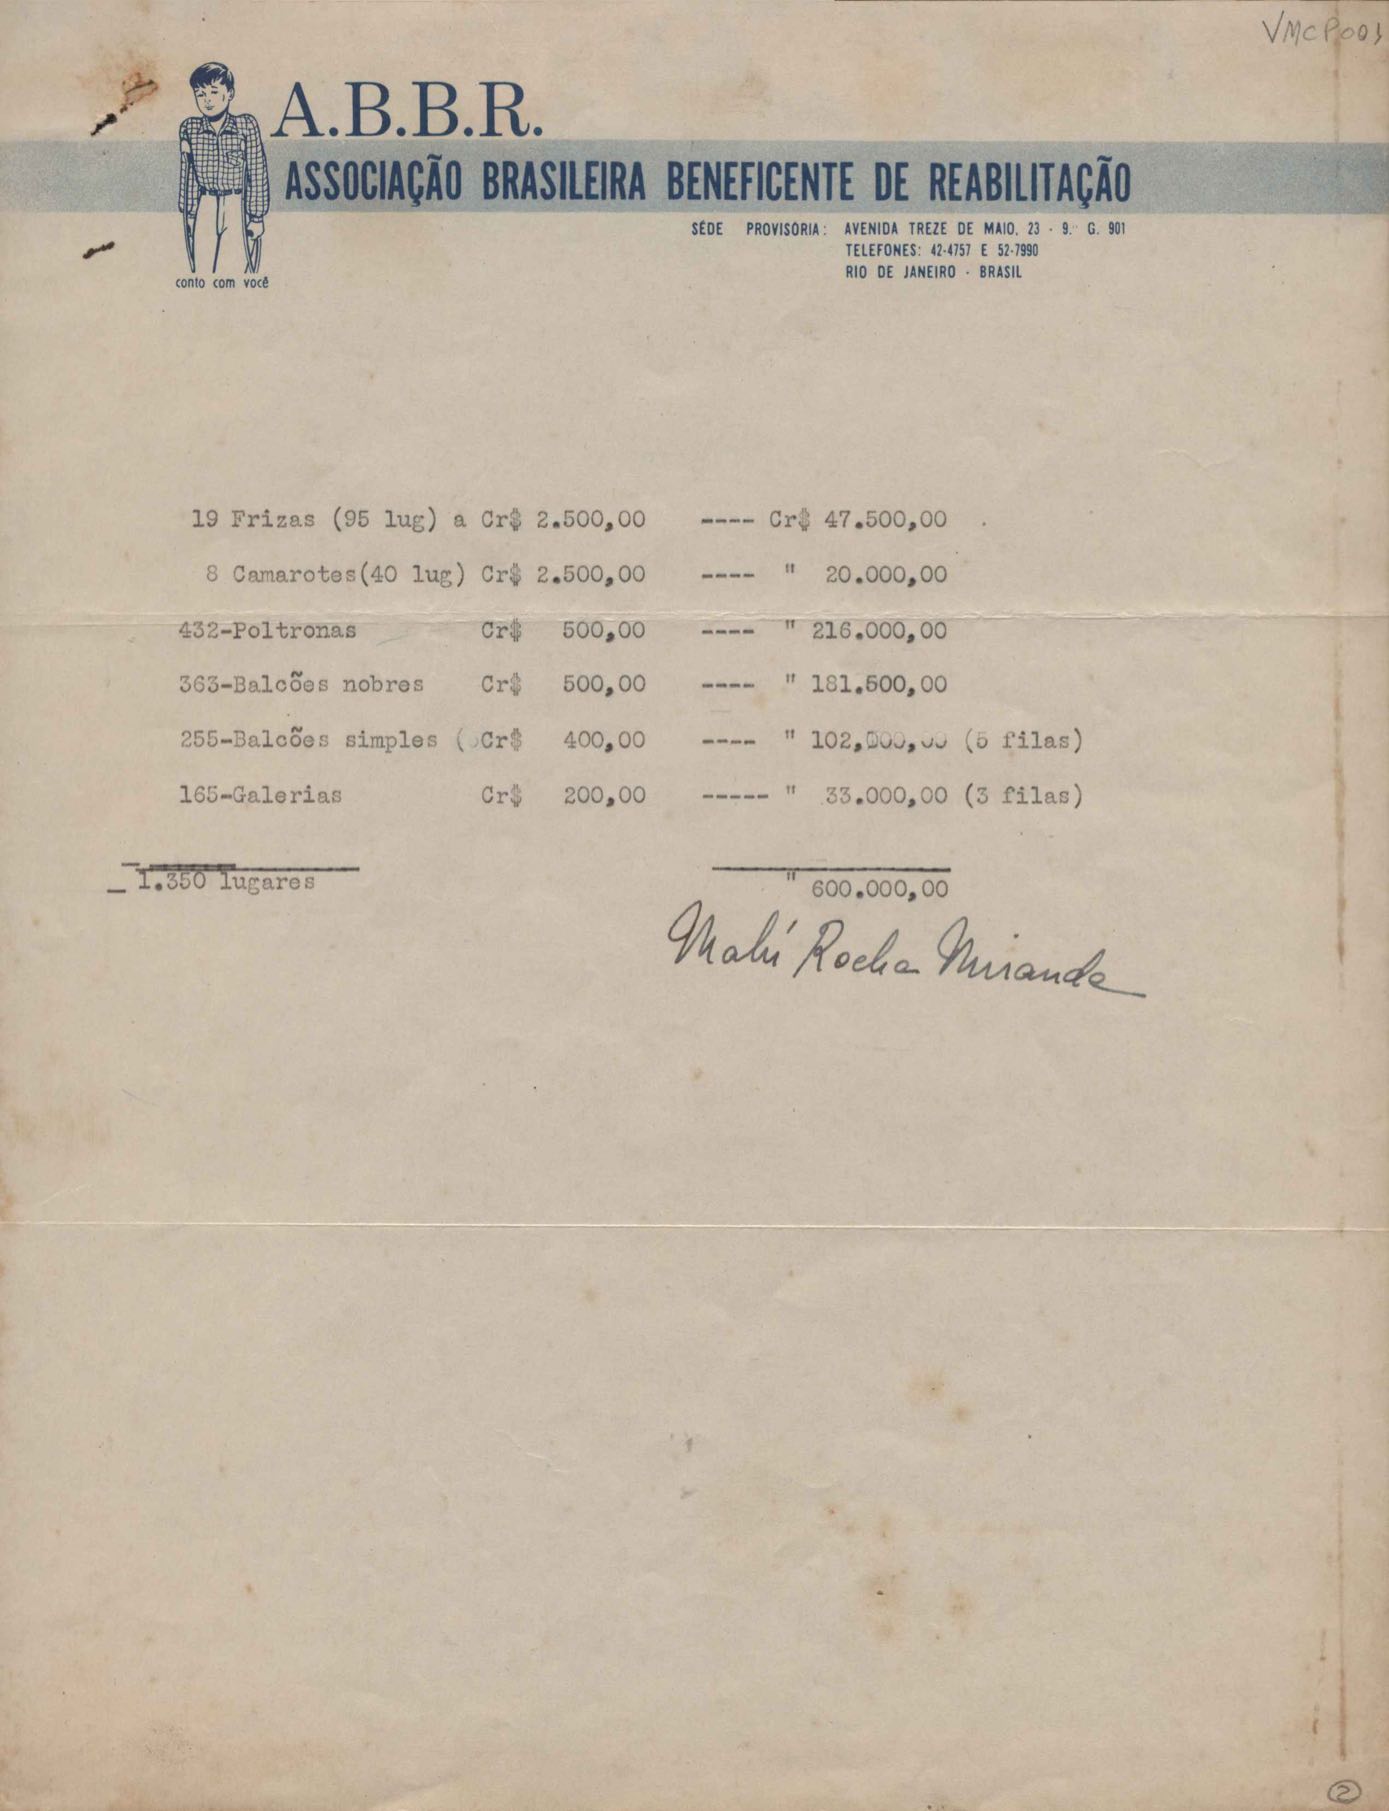 VMCP003
A.B.B.R.
ASSOCIAÇÃO BRASILEIRA BENEFICENTE DE REABILITAÇÃO
SÉDE PROVISÓRIA: AVENIDA TREZE DE MAIO, 23 - 9.º G. 901
TELEFONES: 42-4757 E 52-7990
RIO DE JANEIRO - BRASIL
conto com você
19 Frizas (95 lug) a Cr$ 2.500,00 ---- Cr$ 47.500,00
8 Camarotes(40 lug) Cr$ 2.500,00 ---- " 20.000,00
432-Poltronas Cr$ 500,00 ---- " 216.000,00
363-Balcões nobres Cr$ 500,00 ---- " 181.500,00
255-Balcões simples ( Cr$ 400,00 ---- " 102,000,00 (5 filas)
165-Galerias Cr$ 200,00 ----- " 33.000,00 (3 filas)
1.350 lugares " 600.000,00
Malú Rocha Miranda
2